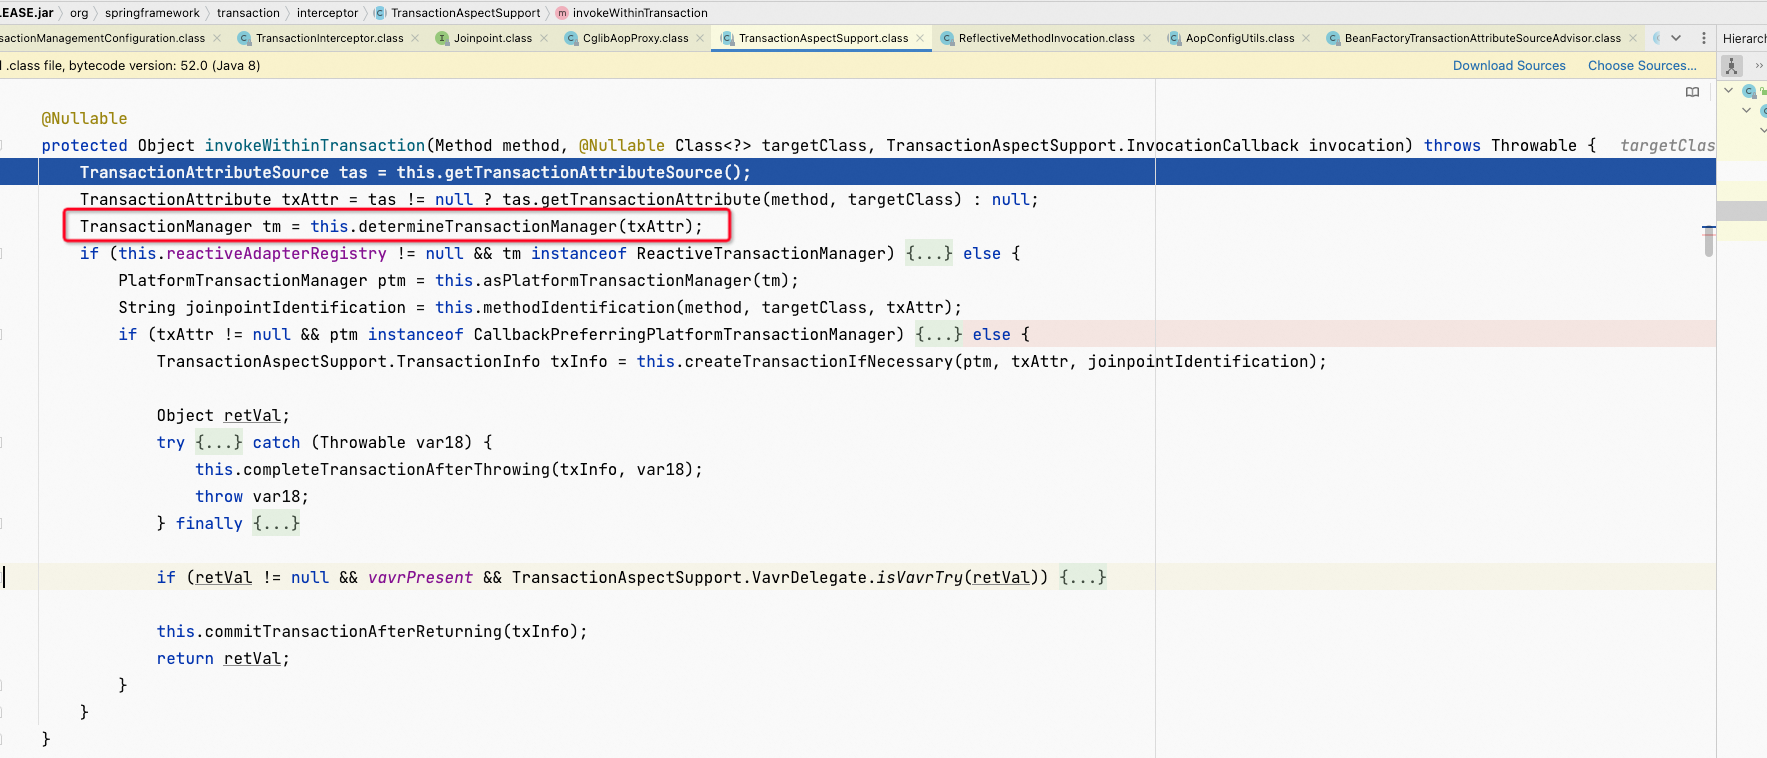 LEASE.jar org springframework transaction interceptor TransactionAspectSupport invokeWithinTransaction
sactionManagementConfiguration.class TransactionInterceptor.class Joinpoint.class CglibAopProxy.class TransactionAspectSupport.class ReflectiveMethodInvocation.class AopConfigUtils.class BeanFactoryTransactionAttributeSourceAdvisor.class Hierarch
.class file, bytecode version: 52.0 (Java 8) Download Sources Choose Sources...
@Nullable
protected Object invokeWithinTransaction(Method method, @Nullable Class<?> targetClass, TransactionAspectSupport.InvocationCallback invocation) throws Throwable { targetClas
TransactionAttributeSource tas = this.getTransactionAttributeSource();
TransactionAttribute txAttr = tas != null ? tas.getTransactionAttribute(method, targetClass) : null;
TransactionManager tm = this.determineTransactionManager(txAttr);
if (this.reactiveAdapterRegistry != null && tm instanceof ReactiveTransactionManager) {...} else {
PlatformTransactionManager ptm = this.asPlatformTransactionManager(tm);
String joinpointIdentification = this.methodIdentification(method, targetClass, txAttr);
if (txAttr != null && ptm instanceof CallbackPreferringPlatformTransactionManager) {...} else {
TransactionAspectSupport.TransactionInfo txInfo = this.createTransactionIfNecessary(ptm, txAttr, joinpointIdentification);
Object retVal;
try {...} catch (Throwable var18) {
this.completeTransactionAfterThrowing(txInfo, var18);
throw var18;
} finally {...}
if (retVal != null && vavrPresent && TransactionAspectSupport.VavrDelegate.isVavrTry(retVal)) {...}
this.commitTransactionAfterReturning(txInfo);
return retVal;
}
}
}